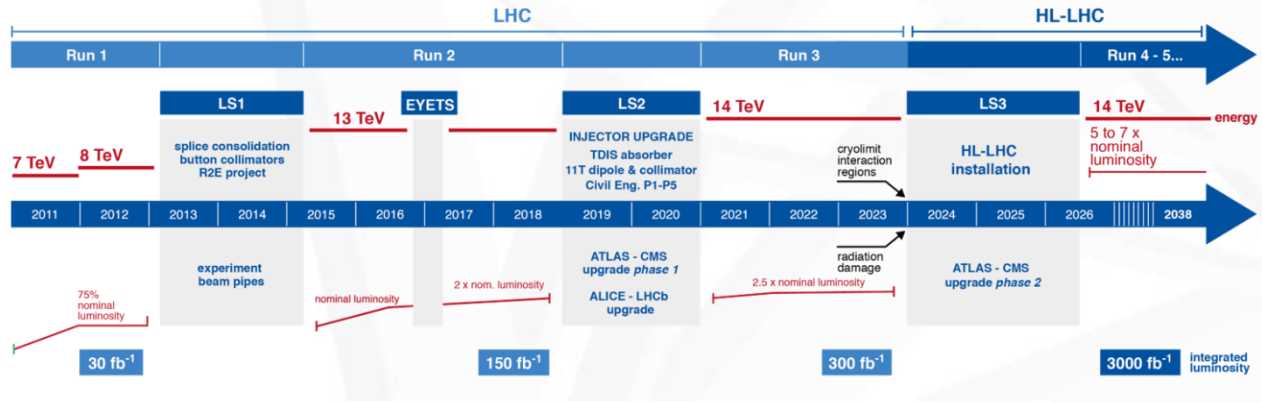 LHC
HL-LHC
Run 1
Run 2
Run 3
Run 4 - 5...
LS1
EYETS
LS2
LS3
7 TeV
8 TeV
13 TeV
14 TeV
14 TeV
energy
splice consolidation
button collimators
R2E project
INJECTOR UPGRADE
TDIS absorber
11T dipole & collimator
Civil Eng. P1-P5
cryolimit
interaction
regions
HL-LHC
installation
5 to 7 x
nominal
luminosity
2011
2012
2013
2014
2015
2016
2017
2018
2019
2020
2021
2022
2023
2024
2025
2026
2038
experiment
beam pipes
ATLAS - CMS
upgrade phase 1
ALICE - LHCb
upgrade
radiation
damage
ATLAS - CMS
upgrade phase 2
75%
nominal
luminosity
nominal luminosity
2 x nom. luminosity
2.5 x nominal luminosity
30 fb⁻¹
150 fb⁻¹
300 fb⁻¹
3000 fb⁻¹
integrated
luminosity